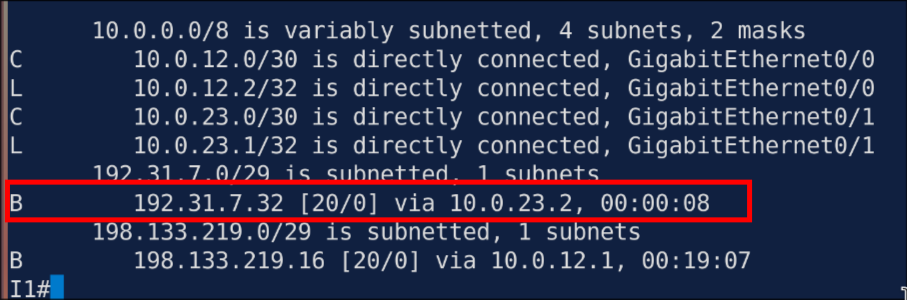 10.0.0.0/8 is variably subnetted, 4 subnets, 2 masks
C 10.0.12.0/30 is directly connected, GigabitEthernet0/0
L 10.0.12.2/32 is directly connected, GigabitEthernet0/0
C 10.0.23.0/30 is directly connected, GigabitEthernet0/1
L 10.0.23.1/32 is directly connected, GigabitEthernet0/1
192.31.7.0/29 is subnetted, 1 subnets
B 192.31.7.32 [20/0] via 10.0.23.2, 00:00:08
198.133.219.0/29 is subnetted, 1 subnets
B 198.133.219.16 [20/0] via 10.0.12.1, 00:19:07
I1#